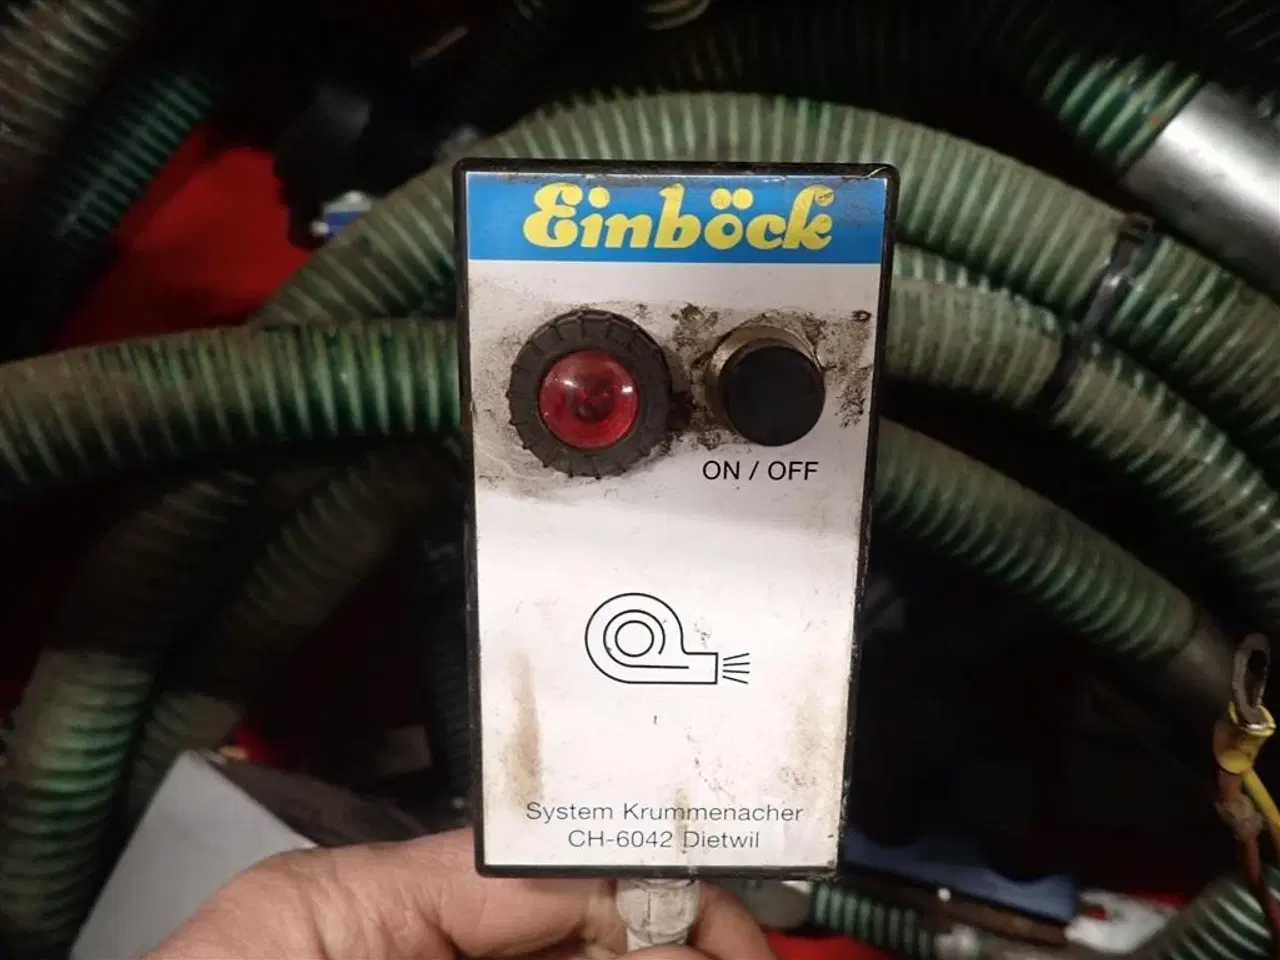 Einböck
ON / OFF
System Krummenacher
CH-6042 Dietwil